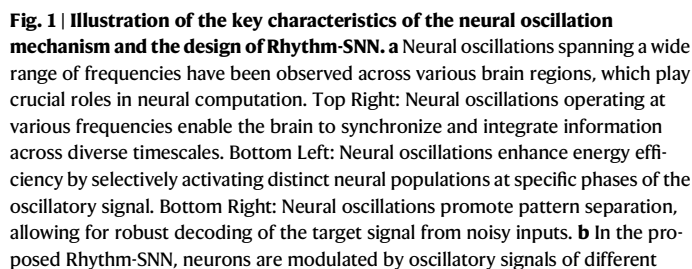 Fig. 1 | Illustration of the key characteristics of the neural oscillation
mechanism and the design of Rhythm-SNN. a Neural oscillations spanning a wide
range of frequencies have been observed across various brain regions, which play
crucial roles in neural computation. Top Right: Neural oscillations operating at
various frequencies enable the brain to synchronize and integrate information
across diverse timescales. Bottom Left: Neural oscillations enhance energy effi-
ciency by selectively activating distinct neural populations at specific phases of the
oscillatory signal. Bottom Right: Neural oscillations promote pattern separation,
allowing for robust decoding of the target signal from noisy inputs. b In the pro-
posed Rhythm-SNN, neurons are modulated by oscillatory signals of different